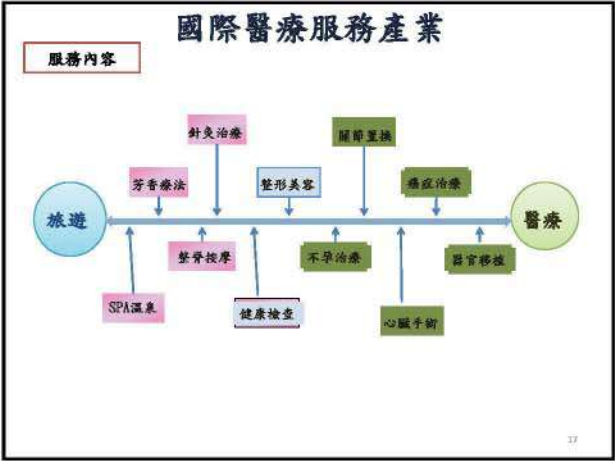 國際醫療服務產業
服務內容
針灸治療
關節置換
芳香療法
整形美容
癌症治療
旅遊
醫療
整脊按摩
不孕治療
器官移植
SPA溫泉
健康檢查
心臟手術
17